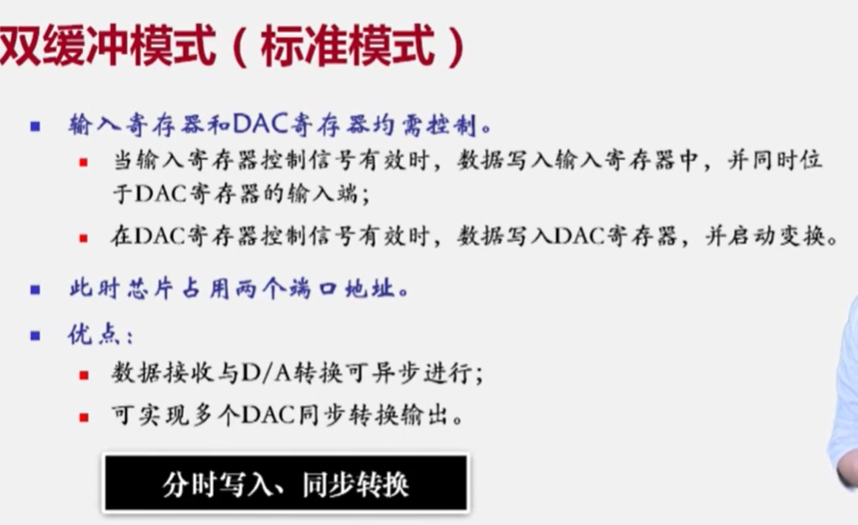 双缓冲模式（标准模式）
输入寄存器和DAC寄存器均需控制。
当输入寄存器控制信号有效时，数据写入输入寄存器中，并同时位
于DAC寄存器的输入端；
在DAC寄存器控制信号有效时，数据写入DAC寄存器，并启动变换。
此时芯片占用两个端口地址。
优点：
数据接收与D/A转换可异步进行；
可实现多个DAC同步转换输出。
分时写入、同步转换